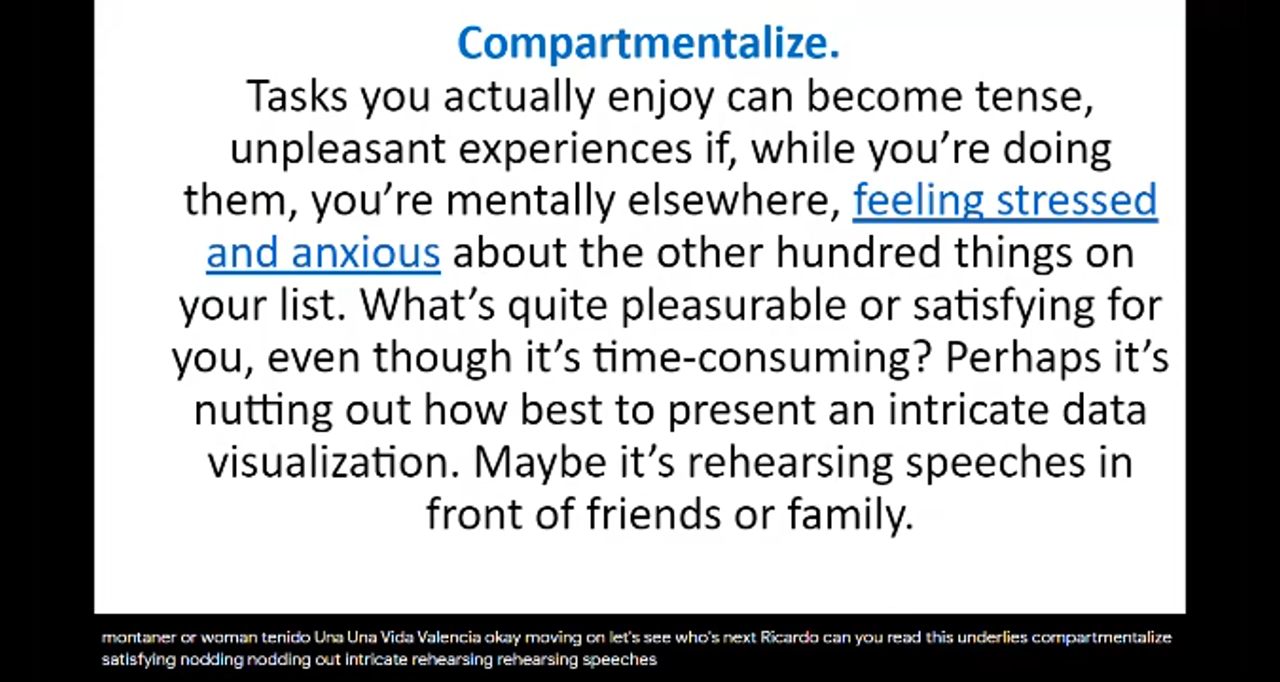 Compartmentalize.
Tasks you actually enjoy can become tense,
unpleasant experiences if, while you’re doing
them, you’re mentally elsewhere, feeling stressed
and anxious about the other hundred things on
your list. What’s quite pleasurable or satisfying for
you, even though it’s time-consuming? Perhaps it’s
nutting out how best to present an intricate data
visualization. Maybe it’s rehearsing speeches in
front of friends or family.
montaner or woman tenido Una Una Vida Valencia okay moving on let's see who's next Ricardo can you read this underlies compartmentalize
satisfying nodding nodding out intricate rehearsing rehearsing speeches